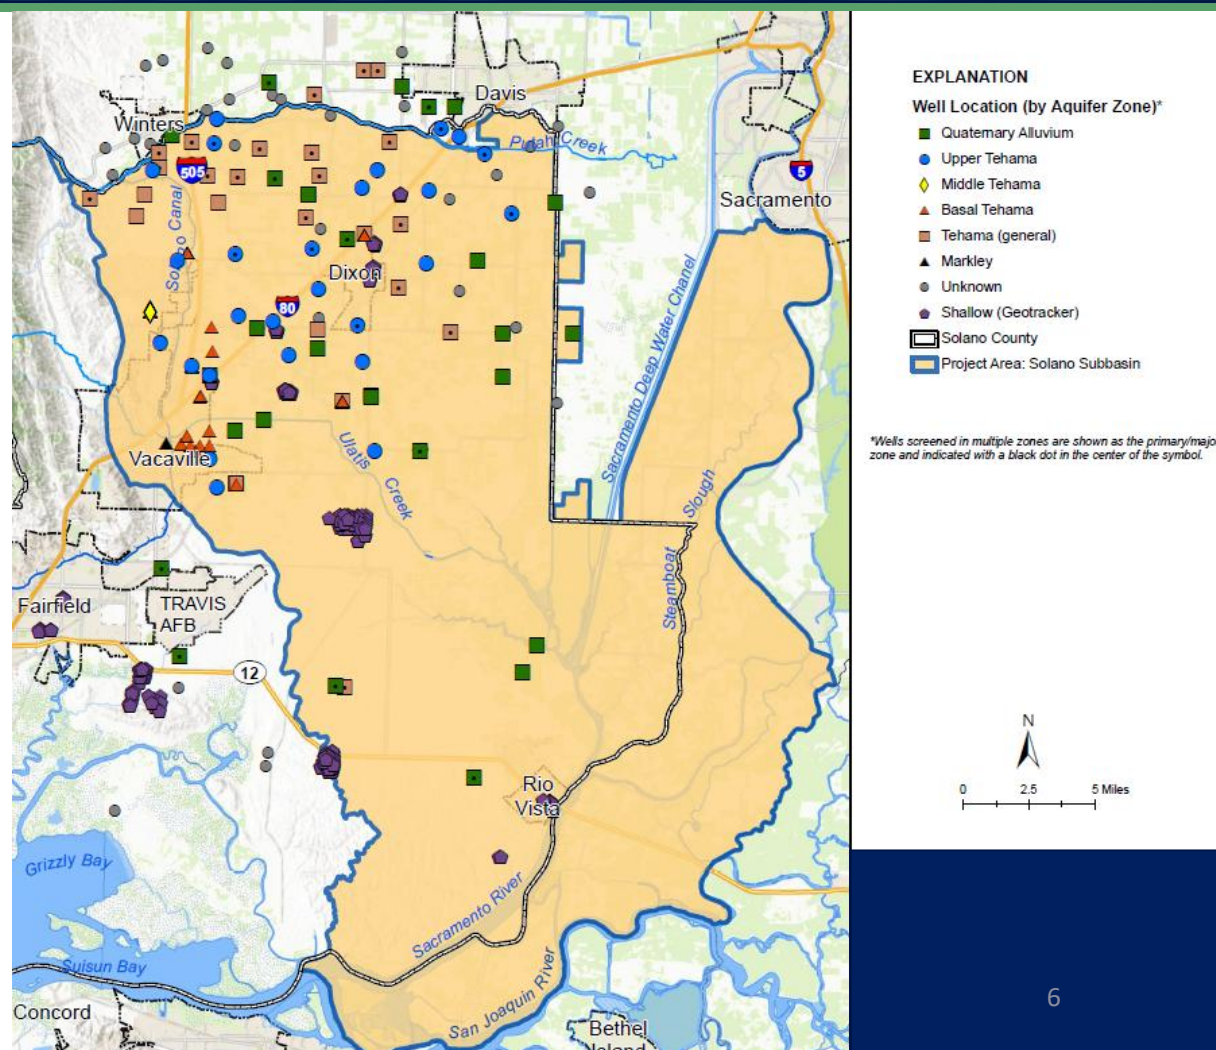 Davis
Winters
Putah Creek
505
5
Sacramento
Canal
Dixon
80
Sacramento Deep Water Chanel
Vacaville
Ulatis
Creek
Slough
Steamboat
Fairfield
TRAVIS
AFB
12
Rio
Vista
Grizzly Bay
Sacramento River
Suisun Bay
San Joaquin River
Concord
Bethel
EXPLANATION
Well Location (by Aquifer Zone)*
Quaternary Alluvium
Upper Tehama
Middle Tehama
Basal Tehama
Tehama (general)
Markley
Unknown
Shallow (Geotracker)
Solano County
Project Area: Solano Subbasin
*Wells screened in multiple zones are shown as the primary/majo
zone and indicated with a black dot in the center of the symbol.
N
0 2.5 5 Miles
6